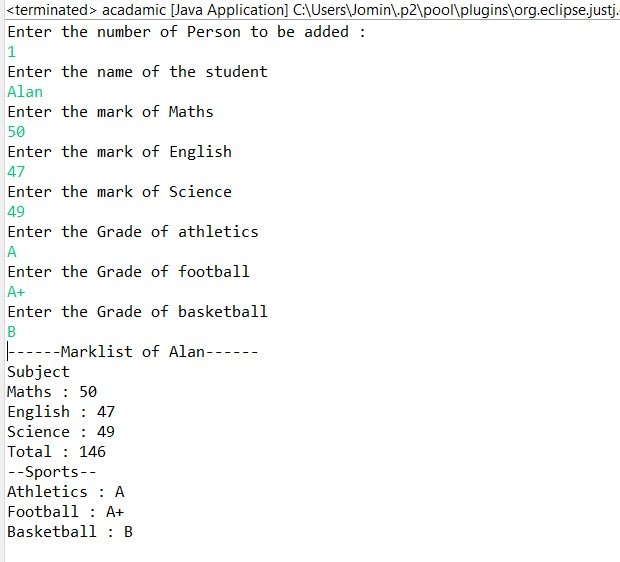 <terminated> acadamic [Java Application] C:\Users\Jomin\.p2\pool\plugins\org.eclipse.justj.
Enter the number of Person to be added :
1
Enter the name of the student
Alan
Enter the mark of Maths
50
Enter the mark of English
47
Enter the mark of Science
49
Enter the Grade of athletics
A
Enter the Grade of football
A+
Enter the Grade of basketball
B
------Marklist of Alan------
Subject
Maths : 50
English : 47
Science : 49
Total : 146
--Sports--
Athletics : A
Football : A+
Basketball : B